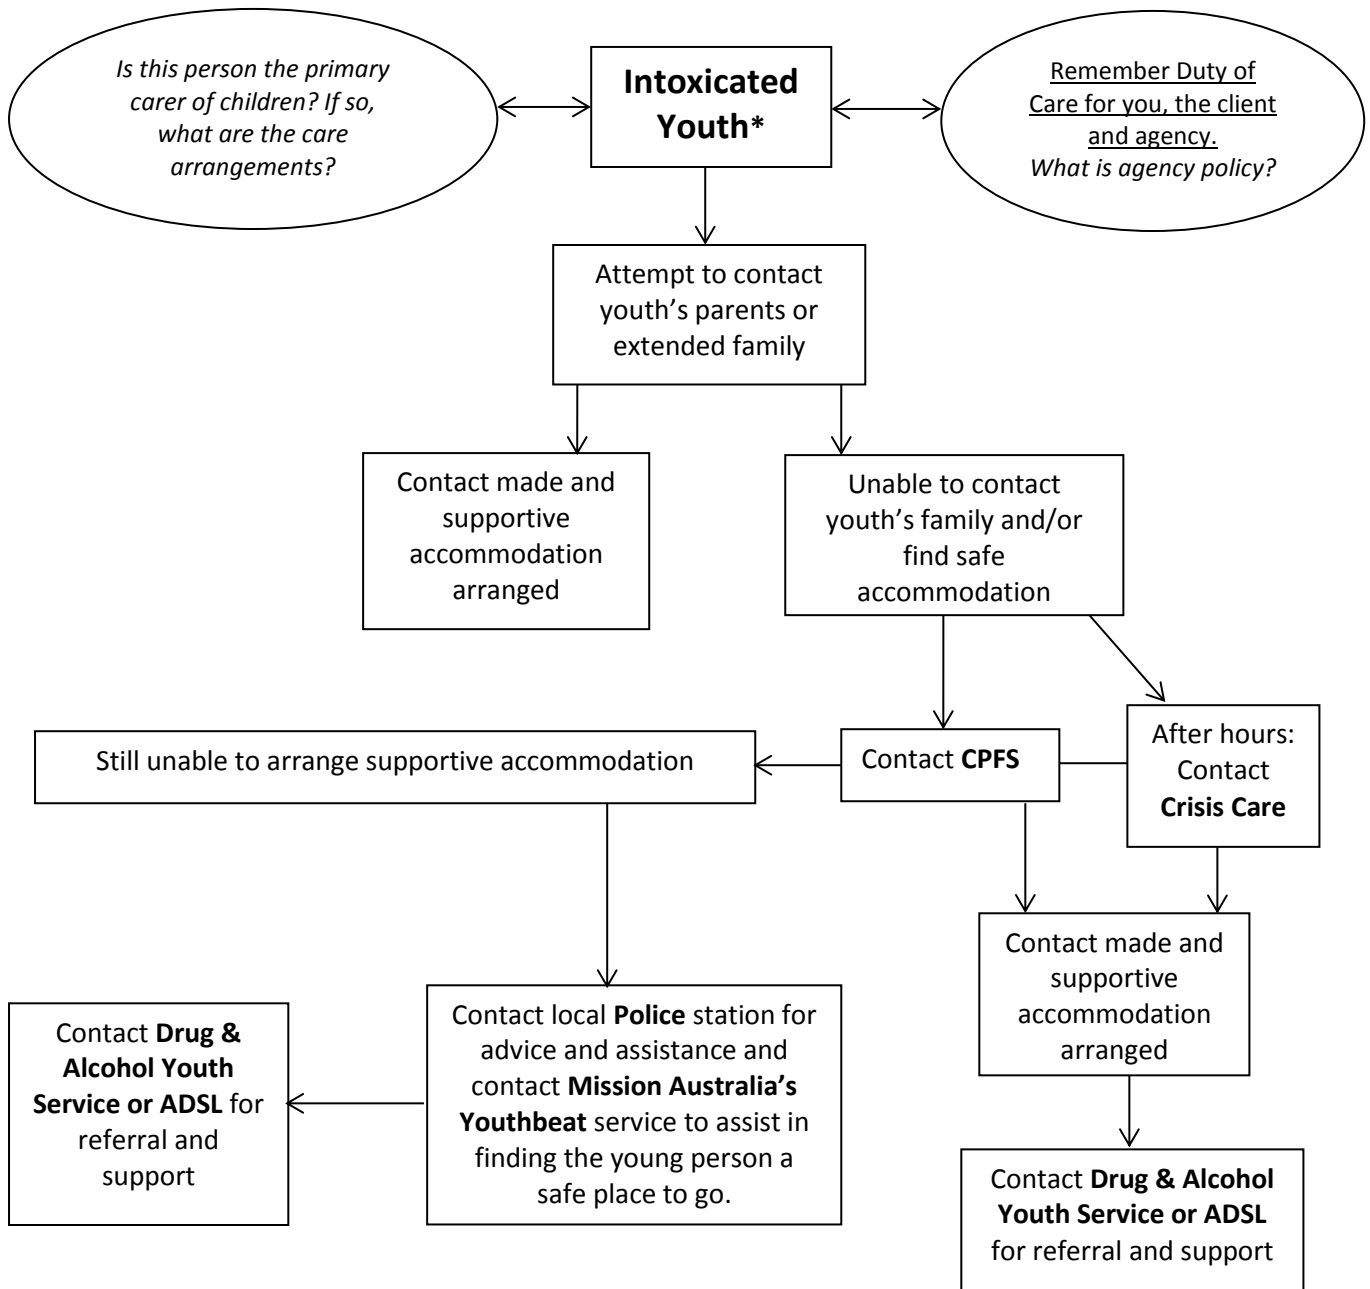 Is this person the primary
carer of children? If so,
what are the care
arrangements?
Intoxicated
Youth*
Remember Duty of
Care for you, the client
and agency.
What is agency policy?
Attempt to contact
youth’s parents or
extended family
Contact made and
supportive
accommodation
arranged
Unable to contact
youth’s family and/or
find safe
accommodation
Still unable to arrange supportive accommodation
Contact CPFS
After hours:
Contact
Crisis Care
Contact made and
supportive
accommodation
arranged
Contact Drug &
Alcohol Youth
Service or ADSL for
referral and
support
Contact local Police station for
advice and assistance and
contact Mission Australia’s
Youthbeat service to assist in
finding the young person a
safe place to go.
Contact Drug & Alcohol
Youth Service or ADSL
for referral and support